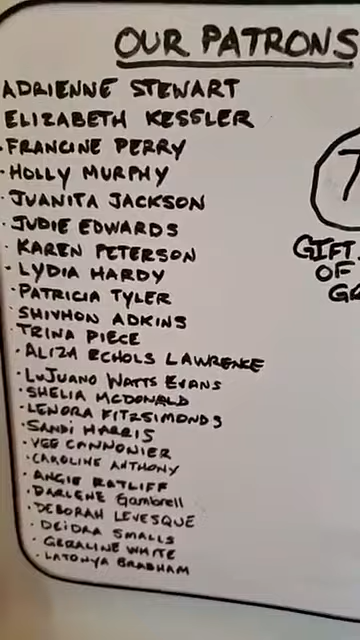 OUR PATRONS
ADRIENNE STEWART
ELIZABETH KESSLER
· FRANCINE PERRY
· HOLLY MURPHY
· JUANITA JACKSON
· JUDIE EDWARDS
· KAREN PETERSON
· LYDIA HARDY
· PATRICIA TYLER
· SHIVHON ADKINS
· TRINA PIECE
· ALIZA ECHOLS LAWRENCE
· LUJUANO WATTS EVANS
· SHELIA MCDONALD
· LENORA FITZSIMONDS
· SANDI HARRIS
· VEE CANNONIER
· CAROLINE ANTHONY
· ANGIE RATLIFF
· DARLENE Gambrell
· DEBORAH LEVESQUE
· DEIDRA SMALLS
· GERALINE WHITE
· LATONYA BRABHAM
7
GIFT
OF